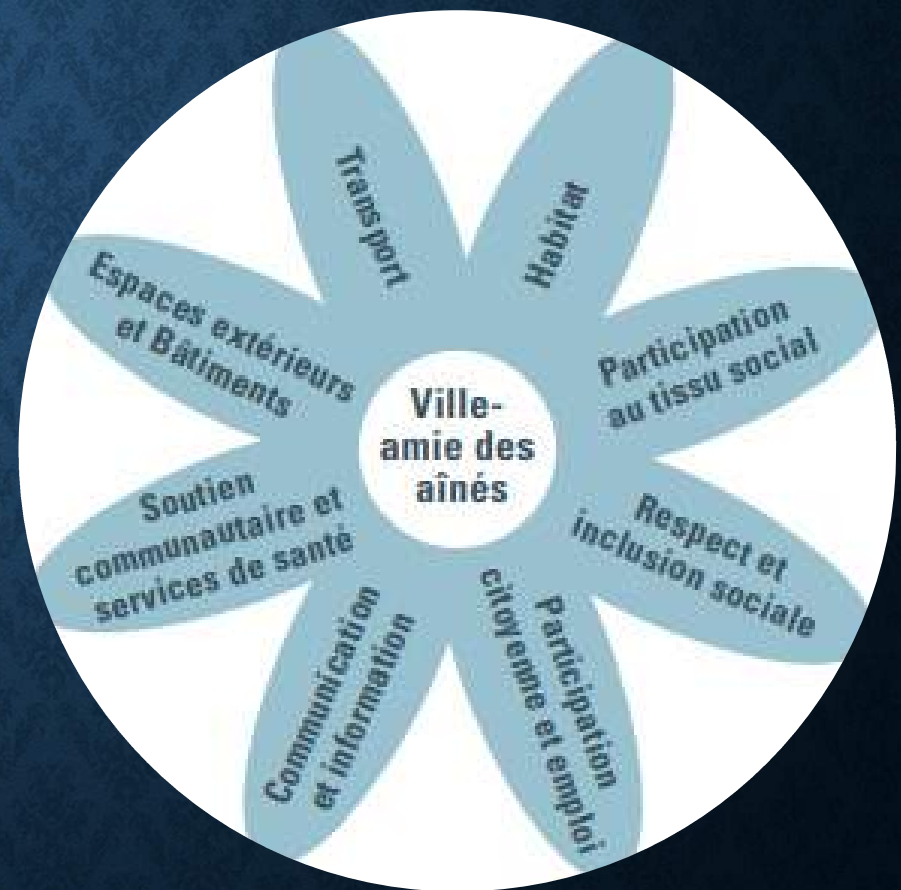 Ville-
amie des
aînés
Transport
Habitat
Participation
au tissu social
Respect et
inclusion sociale
Participation
citoyenne et emploi
Communication
et information
Soutien
communautaire et
services de santé
Espaces extérieurs
et Bâtiments